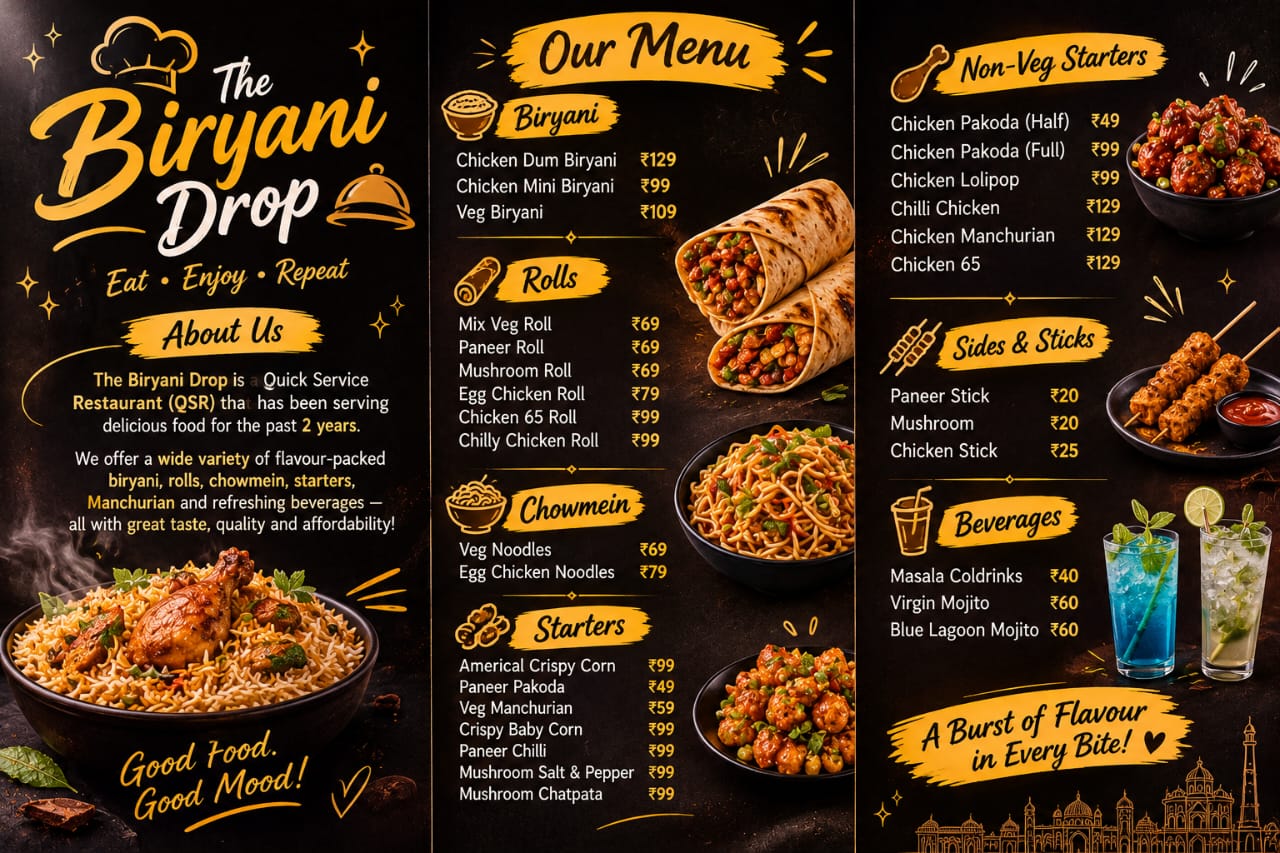 The
Biryani
Drop
Eat • Enjoy • Repeat
About Us
The Biryani Drop is a Quick Service
Restaurant (QSR) tha has been serving
delicious food for the past 2 years.
We offer a wide variety of flavour-packed
biryani, rolls, chowmein, starters,
Manchurian and refreshing beverages —
all with great taste, quality and affordability!
Good Food.
Good Mood!
Our Menu
Biryani
Chicken Dum Biryani ₹129
Chicken Mini Biryani ₹99
Veg Biryani ₹109
Rolls
Mix Veg Roll ₹69
Paneer Roll ₹69
Mushroom Roll ₹69
Egg Chicken Roll ₹79
Chicken 65 Roll ₹99
Chilly Chicken Roll ₹99
Chowmein
Veg Noodles ₹69
Egg Chicken Noodles ₹79
Starters
Americal Crispy Corn ₹99
Paneer Pakoda ₹49
Veg Manchurian ₹59
Crispy Baby Corn ₹99
Paneer Chilli ₹99
Mushroom Salt & Pepper ₹99
Mushroom Chatpata ₹99
Non-Veg Starters
Chicken Pakoda (Half) ₹49
Chicken Pakoda (Full) ₹99
Chicken Lolipop ₹99
Chilli Chicken ₹129
Chicken Manchurian ₹129
Chicken 65 ₹129
Sides & Sticks
Paneer Stick ₹20
Mushroom ₹20
Chicken Stick ₹25
Beverages
Masala Coldrinks ₹40
Virgin Mojito ₹60
Blue Lagoon Mojito ₹60
A Burst of Flavour
in Every Bite!